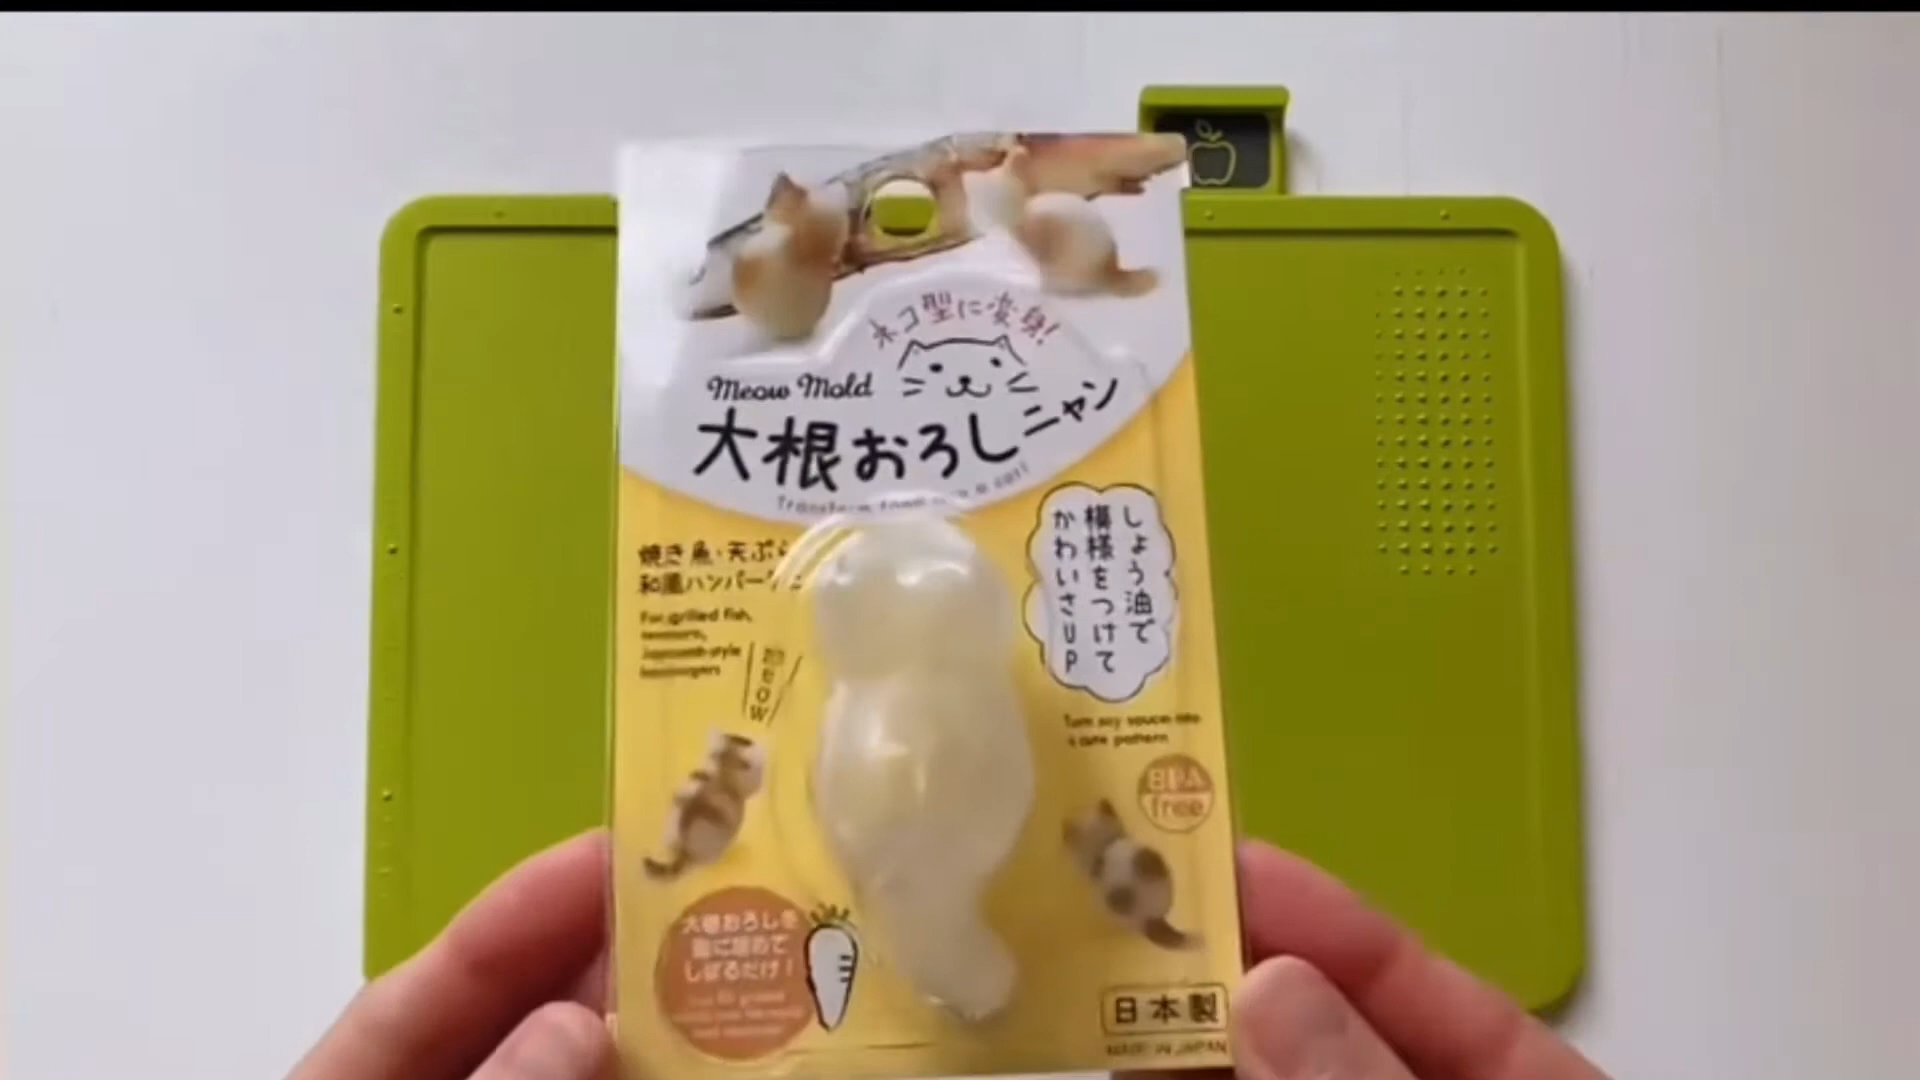 ネコ型に変身!
Meow Mold
大根おろしニャン
Transform
焼き魚・天ぷら
和風ハンバーグ
For grilled fish,
Japanese-style
MEOW
しょう油で
模様をつけて
かわいさUP
Turn soy sauce into
a cute pattern
BPA
free
大根おろしを
型に詰めて
しぼるだけ!
日本製
MADE IN JAPAN